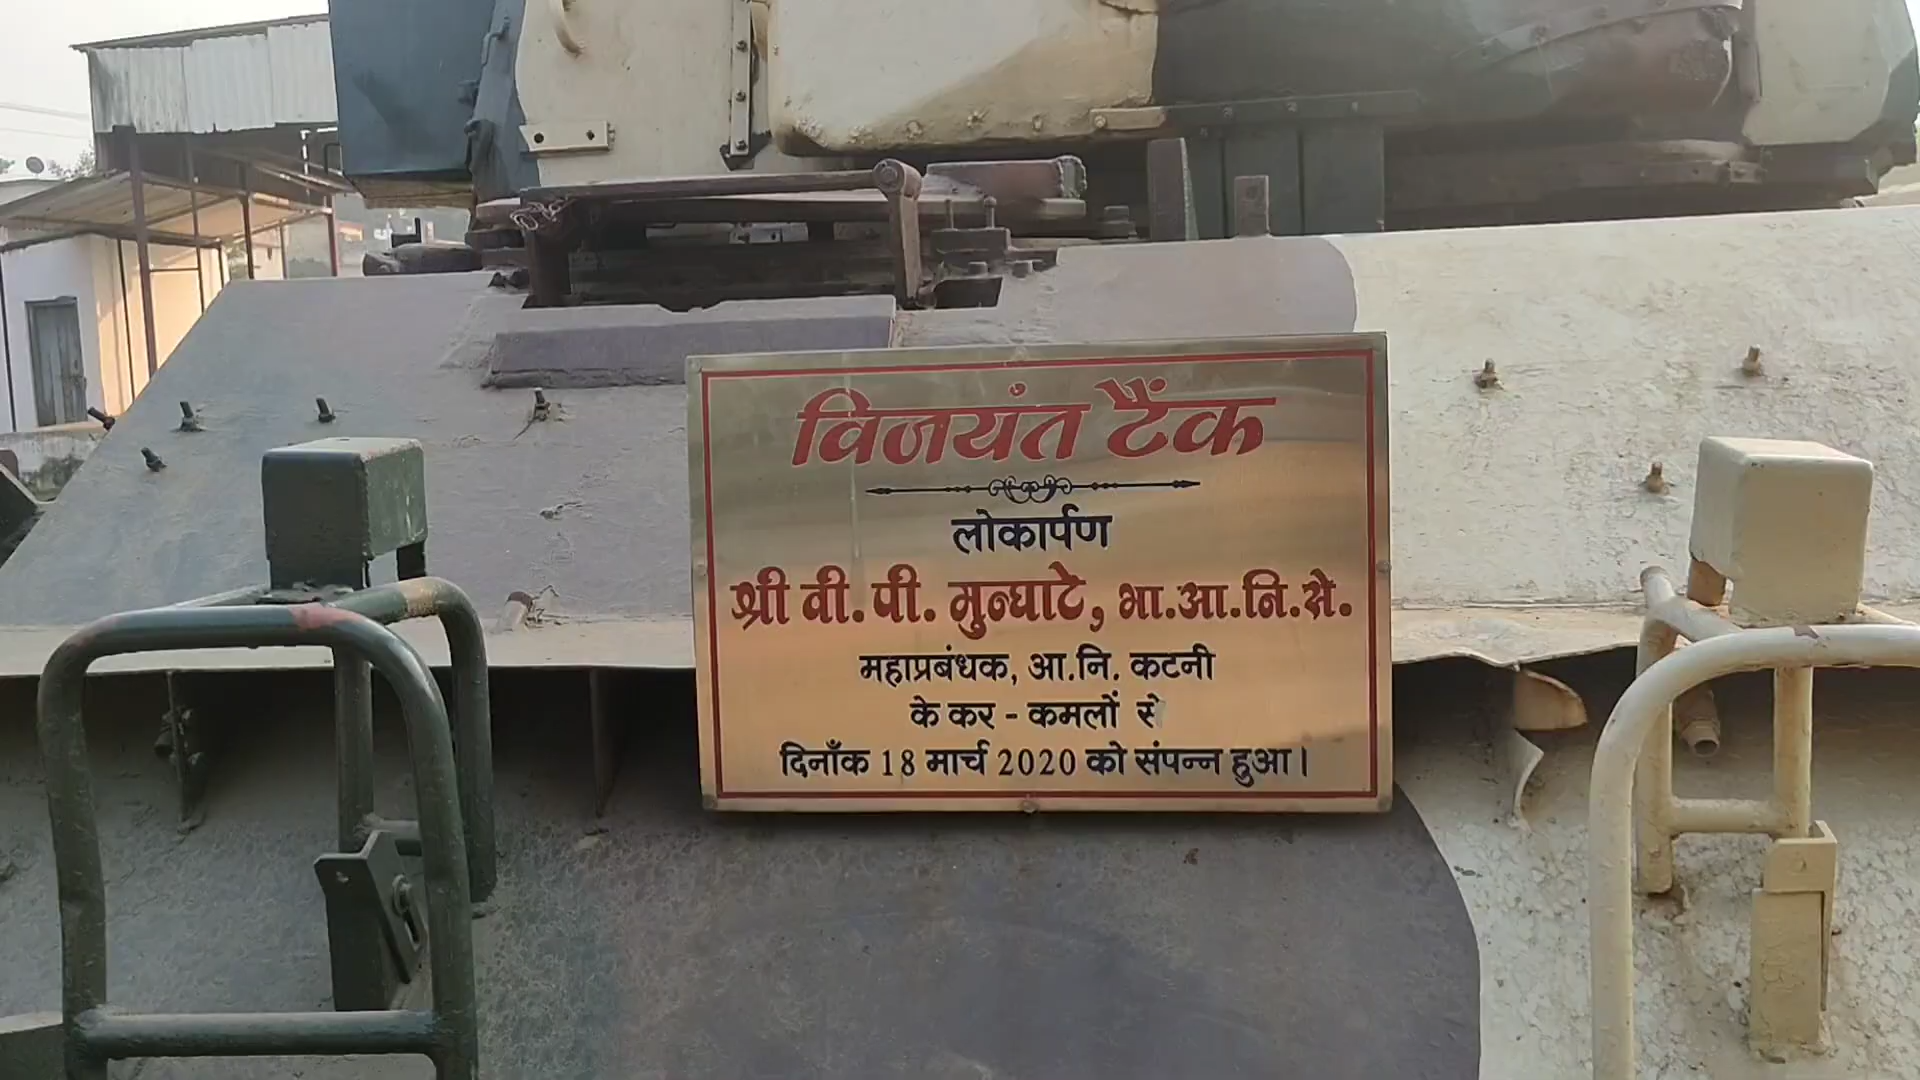 विजयंत टैंक
लोकार्पण
श्री वी. पी. मुन्घाटे, भा.आ.नि.से.
महाप्रबंधक, आ.नि. कटनी
के कर - कमलों से
दिनाँक 18 मार्च 2020 को संपन्न हुआ।